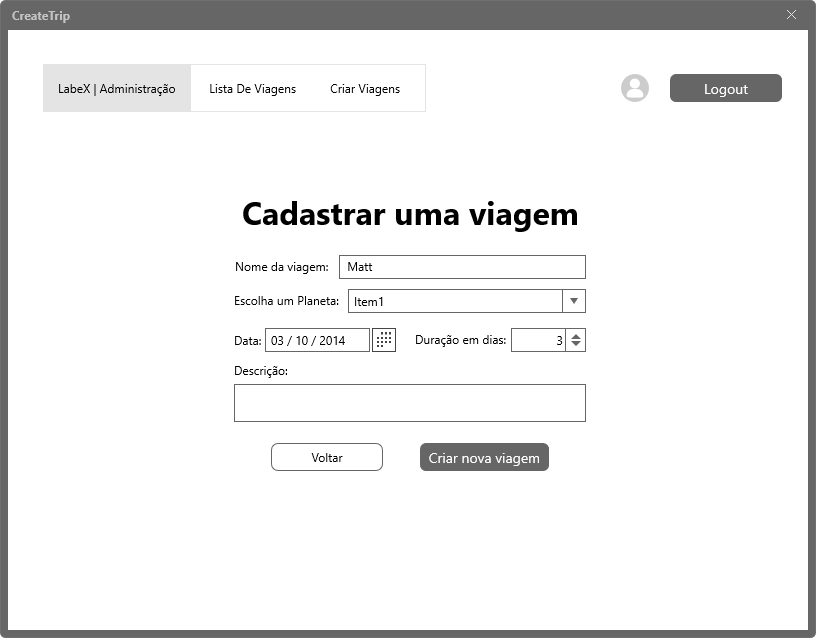 CreateTrip
LabeX | Administração Lista De Viagens Criar Viagens Logout
Cadastrar uma viagem
Nome da viagem: Matt
Escolha um Planeta: Item1
Data: 03 / 10 / 2014 Duração em dias: 3
Descrição:
Voltar Criar nova viagem